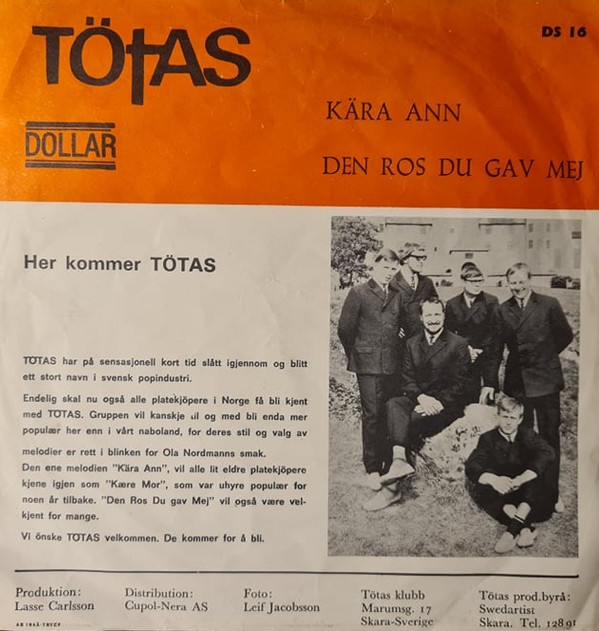 TÖTAS
DS 16
DOLLAR
KÄRA ANN
DEN ROS DU GAV MEJ
Her kommer TÖTAS
TÖTAS har på sensasjonell kort tid slått igjennom og blitt
ett stort navn i svensk popindustri.
Endelig skal nu også alle platekjöpere i Norge få bli kjent
med TÖTAS. Gruppen vil kanskje til og med bli enda mer
populær her enn i vårt naboland, for deres stil og valg av
melodier er rett i blinken for Ola Nordmanns smak.
Den ene melodien "Kära Ann", vil alle lit eldre platekjöpere
kjene igjen som "Kære Mor", som var uhyre populær for
noen år tilbake. "Den Ros Du gav Mej" vil også være vel-
kjent for mange.
Vi önske TÖTAS velkommen. De kommer for å bli.
Produktion:
Lasse Carlsson
Distribution:
Cupol-Nera AS
Foto:
Leif Jacobsson
Tötas klubb
Marumsg. 17
Skara-Sverige
Tötas prod.byrå:
Swedartist
Skara. Tel. 128 91